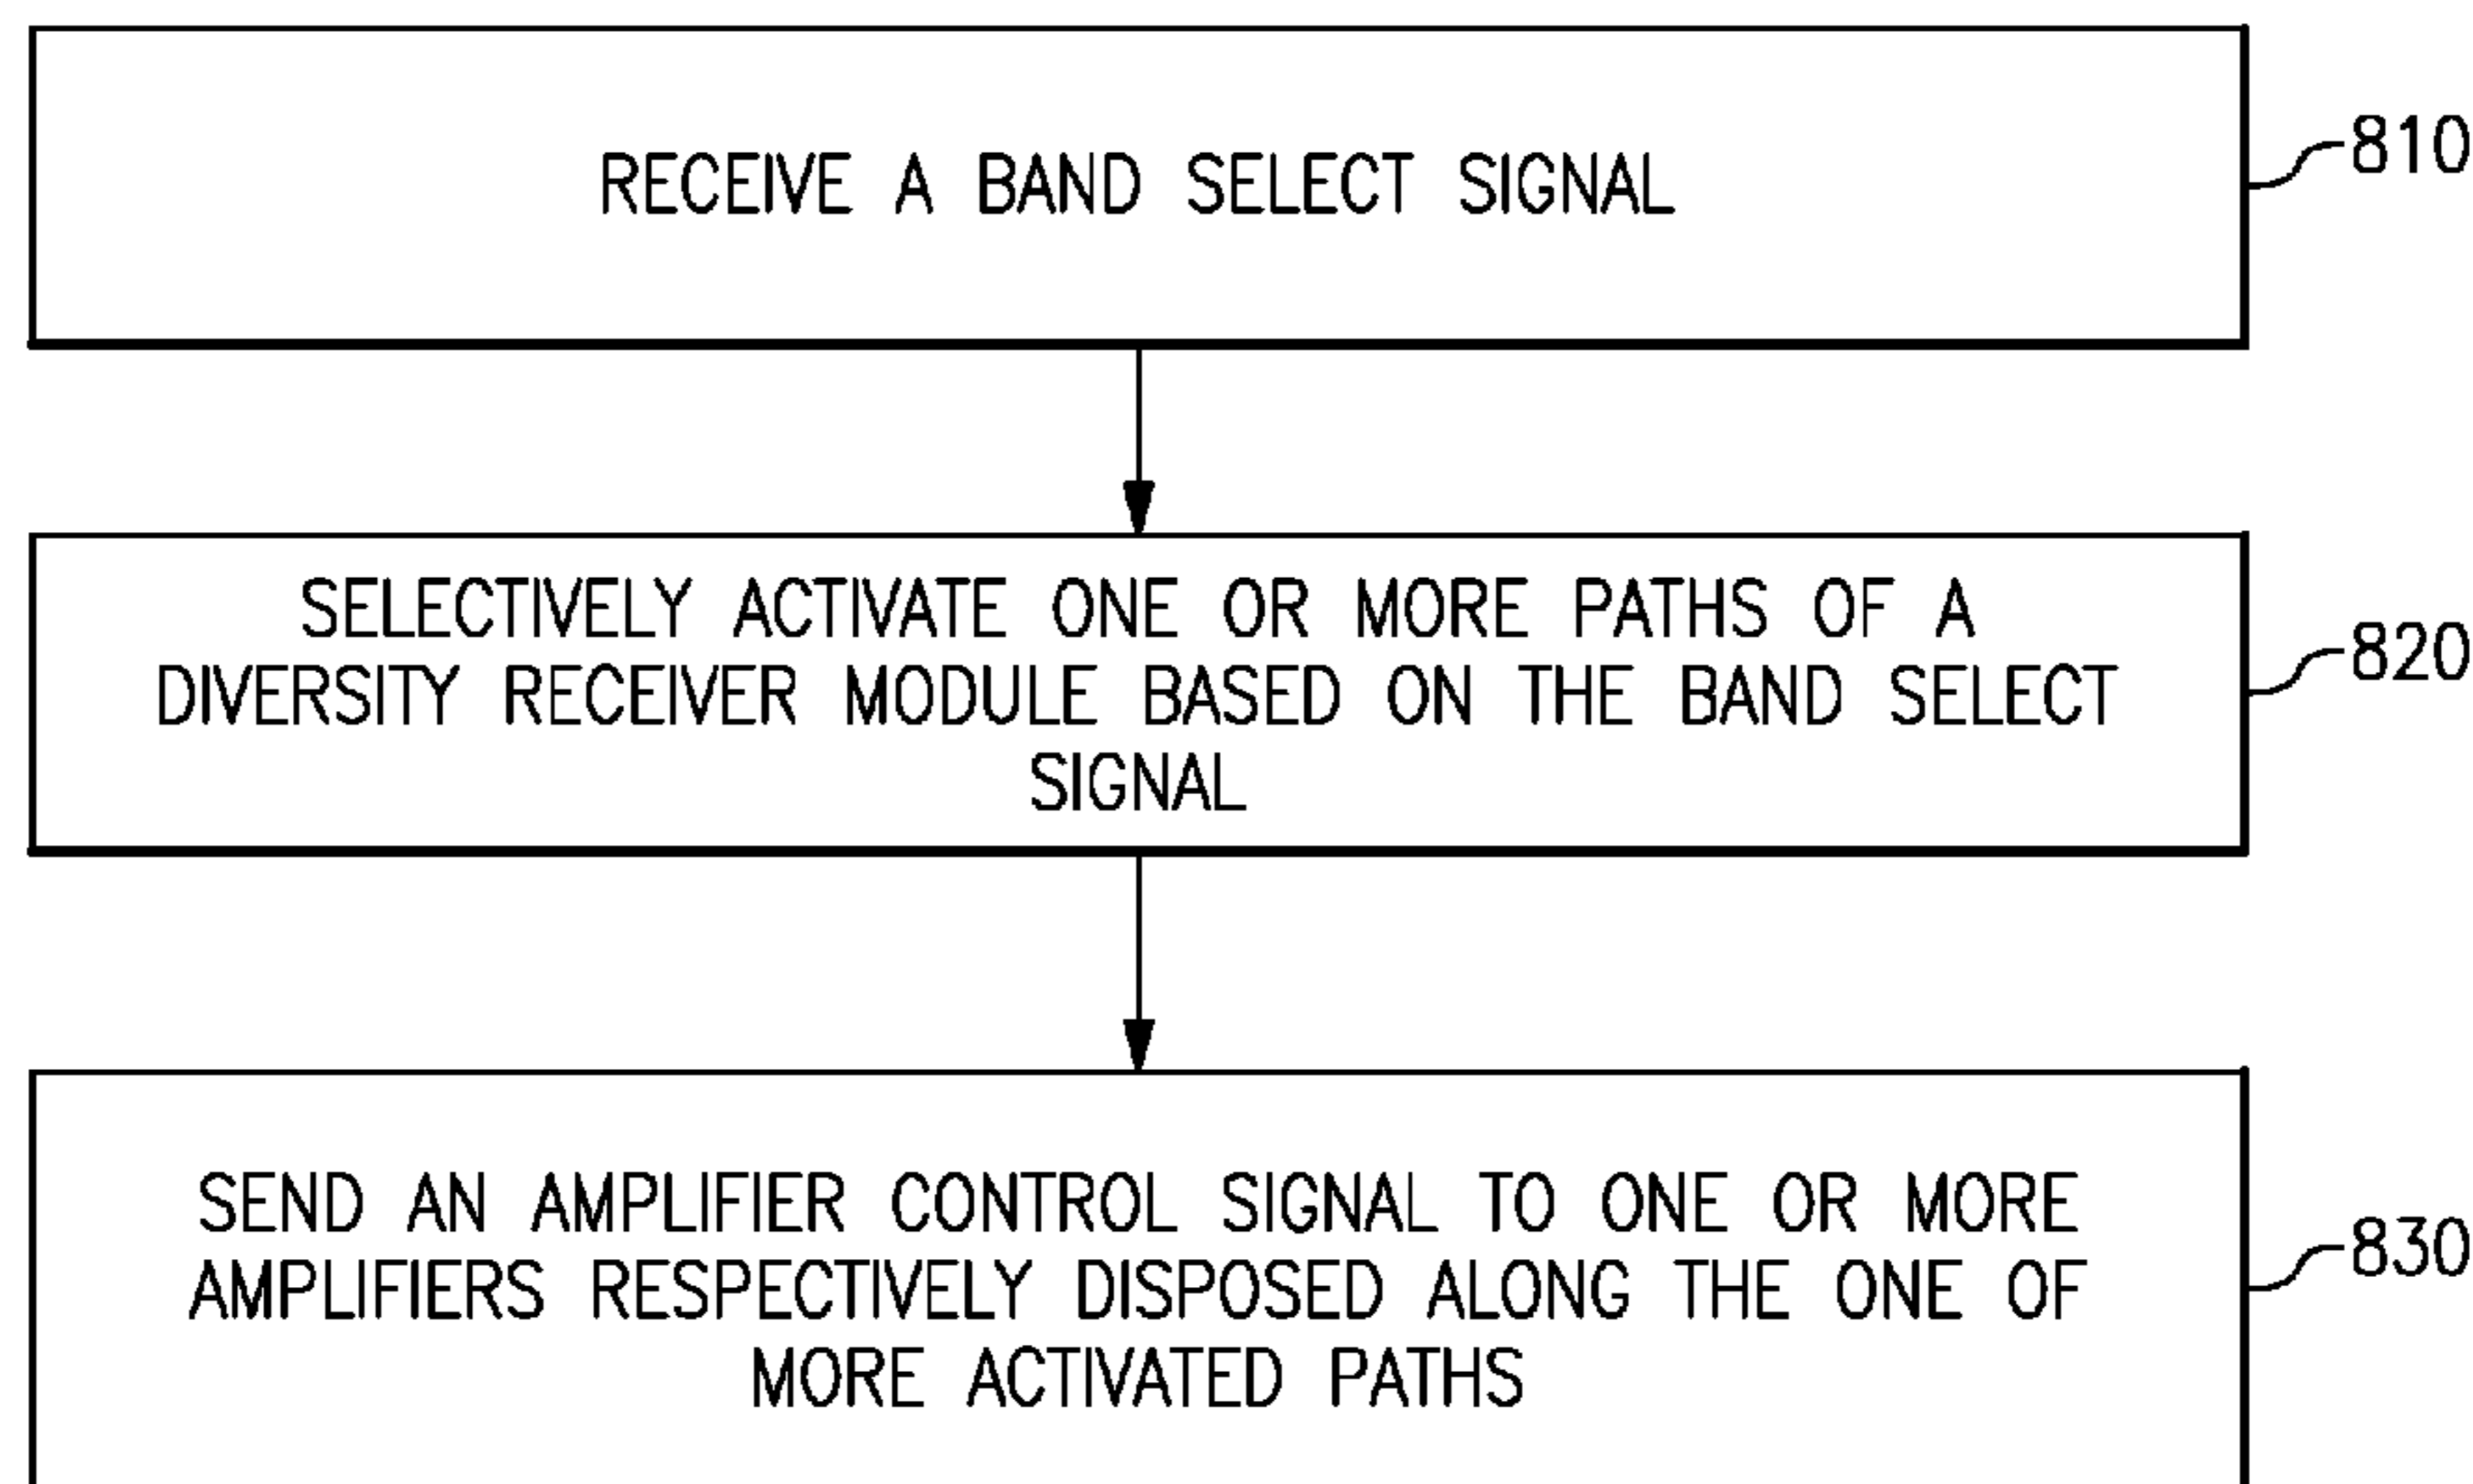 RECEIVE A BAND SELECT SIGNAL
810
SELECTIVELY ACTIVATE ONE OR MORE PATHS OF A
DIVERSITY RECEIVER MODULE BASED ON THE BAND SELECT
SIGNAL
820
SEND AN AMPLIFIER CONTROL SIGNAL TO ONE OR MORE
AMPLIFIERS RESPECTIVELY DISPOSED ALONG THE ONE OF
MORE ACTIVATED PATHS
830